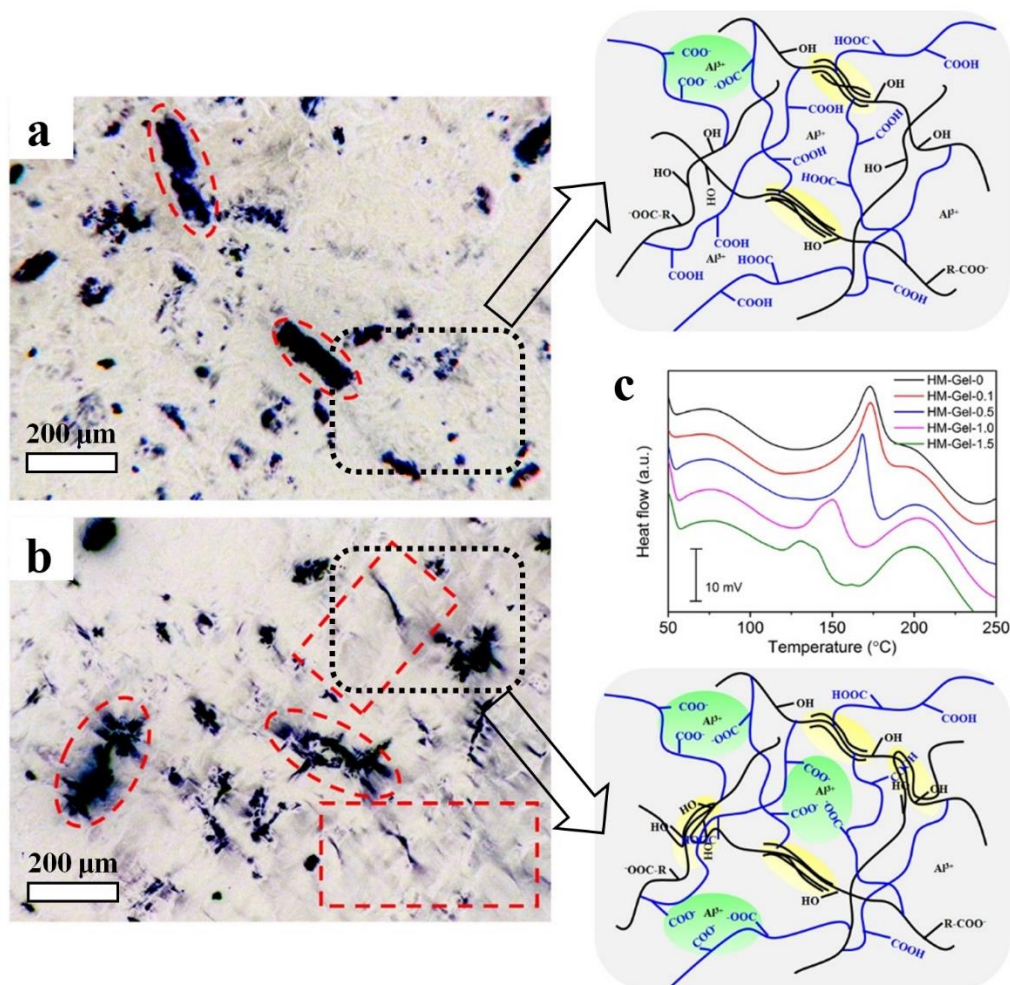 a
200 µm
COO⁻
Al³⁺
COO⁻
-OOC
OH
HOOC
COOH
OH
COOH
OH
Al³⁺
COOH
OH
HO
COOH
HO
HO
HOOC
⁻OOC-R
Al³⁺
HO
COOH
COOH
Al³⁺
HOOC
COOH
COOH
R-COO⁻
b
200 µm
c
HM-Gel-0
HM-Gel-0.1
HM-Gel-0.5
HM-Gel-1.0
HM-Gel-1.5
Heat flow (a.u.)
10 mV
50 100 150 200 250
Temperature (°C)
COO⁻
Al³⁺
COO⁻
-OOC
OH
HOOC
COOH
OH
COO⁻
Al³⁺
COO⁻
-OOC
HO
OH
HO
HO
HO
⁻OOC-R
Al³⁺
HO
COO⁻
Al³⁺
-OOC
COO⁻
COOH
R-COO⁻